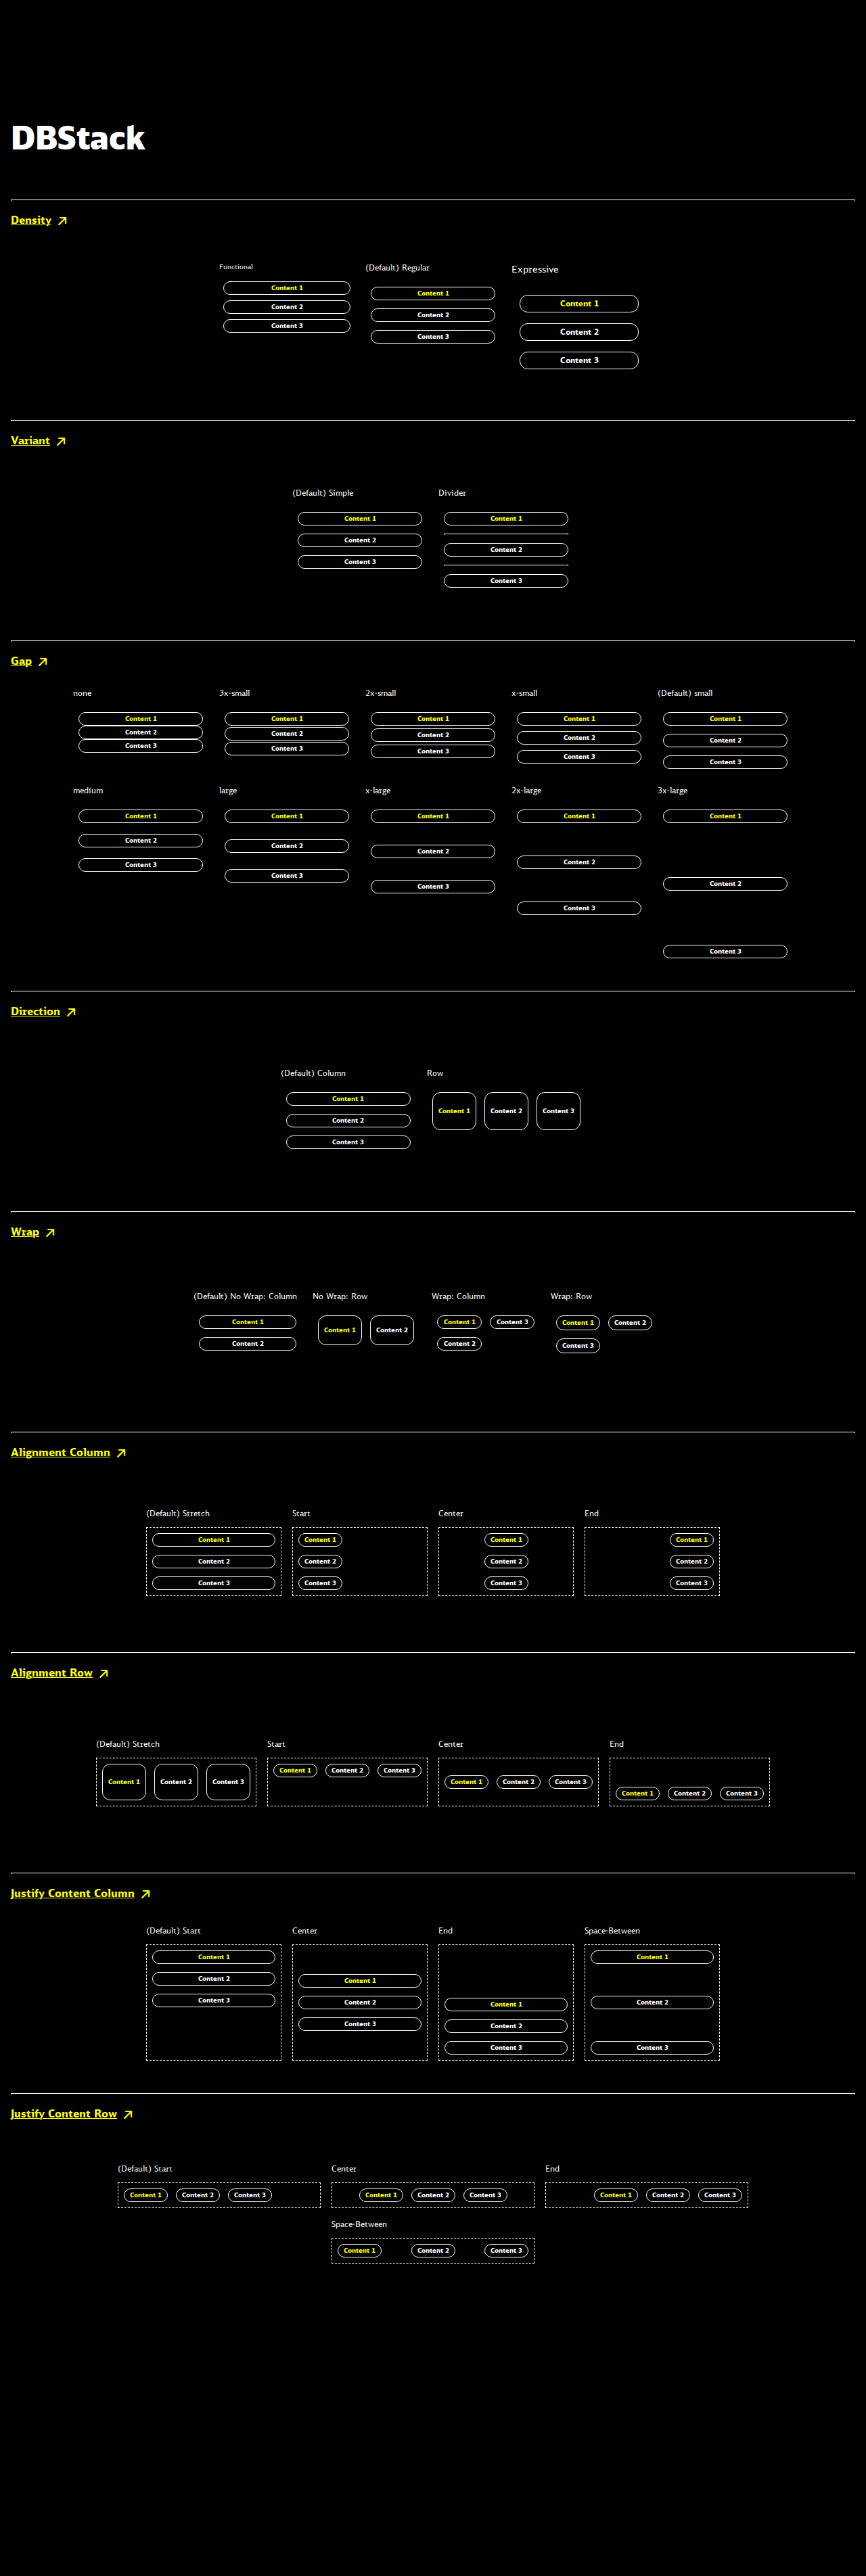 DBStack
Density
Functional (Default) Regular Expressive
Content 1 Content 1 Content 1
Content 2 Content 2 Content 2
Content 3 Content 3 Content 3
Variant
(Default) Simple Divider
Content 1 Content 1
Content 2 Content 2
Content 3 Content 3
Gap
none 3x-small 2x-small x-small (Default) small
Content 1 Content 1 Content 1 Content 1 Content 1
Content 2 Content 2 Content 2 Content 2 Content 2
Content 3 Content 3 Content 3 Content 3 Content 3
medium large x-large 2x-large 3x-large
Content 1 Content 1 Content 1 Content 1 Content 1
Content 2 Content 2 Content 2 Content 2 Content 2
Content 3 Content 3 Content 3 Content 3 Content 3
Direction
(Default) Column Row
Content 1 Content 1 Content 2 Content 3
Content 2
Content 3
Wrap
(Default) No Wrap: Column No Wrap: Row Wrap: Column Wrap: Row
Content 1 Content 1 Content 2 Content 1 Content 3 Content 1 Content 2
Content 2 Content 2 Content 3
Alignment Column
(Default) Stretch Start Center End
Content 1 Content 1 Content 1 Content 1
Content 2 Content 2 Content 2 Content 2
Content 3 Content 3 Content 3 Content 3
Alignment Row
(Default) Stretch Start Center End
Content 1 Content 2 Content 3 Content 1 Content 2 Content 3 Content 1 Content 2 Content 3 Content 1 Content 2 Content 3
Justify Content Column
(Default) Start Center End Space-Between
Content 1 Content 1 Content 1 Content 1
Content 2 Content 2 Content 2 Content 2
Content 3 Content 3 Content 3 Content 3
Justify Content Row
(Default) Start Center End
Content 1 Content 2 Content 3 Content 1 Content 2 Content 3 Content 1 Content 2 Content 3
Space-Between
Content 1 Content 2 Content 3